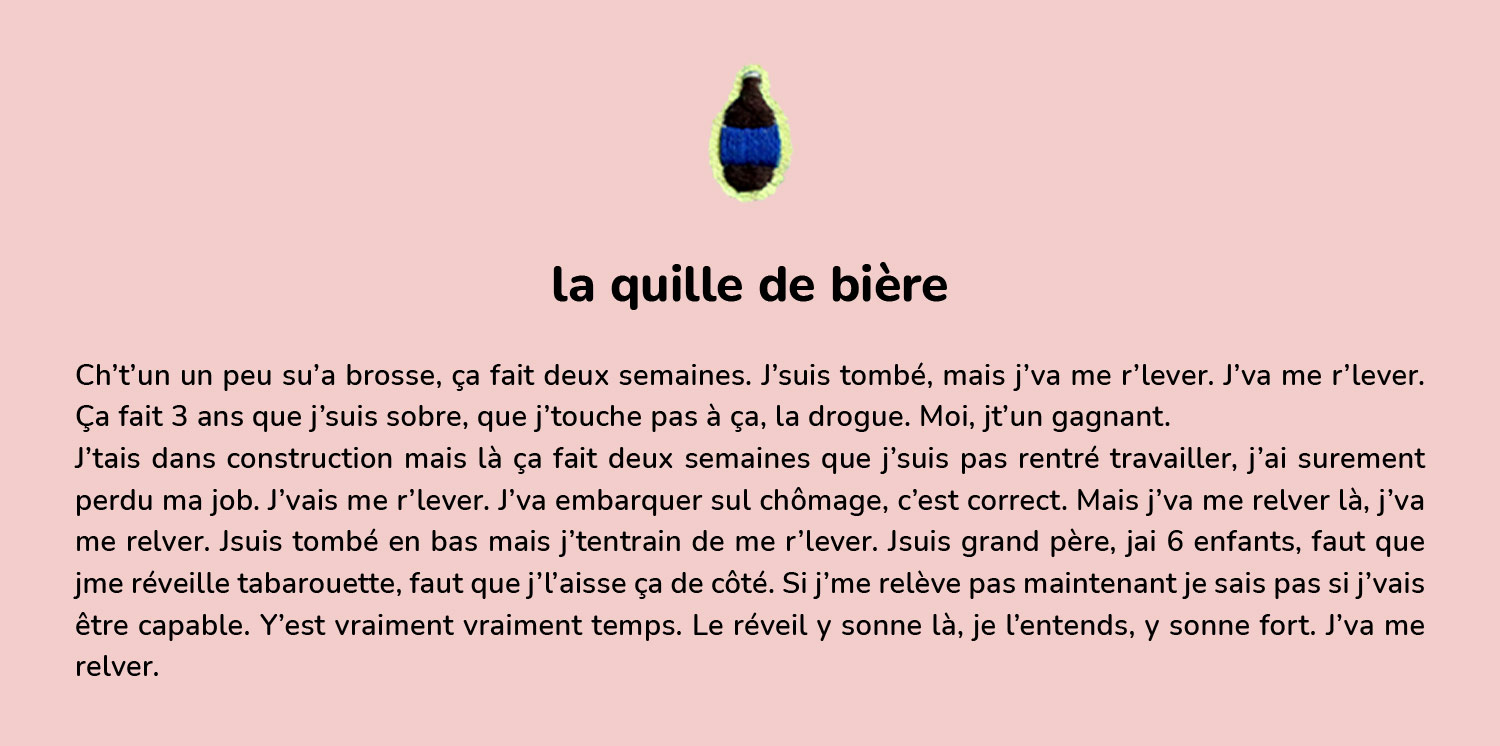 la quille de bière
Ch’t’un un peu su’a brosse, ça fait deux semaines. J’suis tombé, mais j’va me r’lever. J’va me r’lever.
Ça fait 3 ans que j’suis sobre, que j’touche pas à ça, la drogue. Moi, jt’un gagnant.
J’tais dans construction mais là ça fait deux semaines que j’suis pas rentré travailler, j’ai surement
perdu ma job. J’vais me r’lever. J’va embarquer sul chômage, c’est correct. Mais j’va me relver là, j’va
me relver. Jsuis tombé en bas mais j’tentrain de me r’lever. Jsuis grand père, jai 6 enfants, faut que
jme réveille tabarouette, faut que j’l’aisse ça de côté. Si j’me relève pas maintenant je sais pas si j’vais
être capable. Y’est vraiment vraiment temps. Le réveil y sonne là, je l’entends, y sonne fort. J’va me
relver.